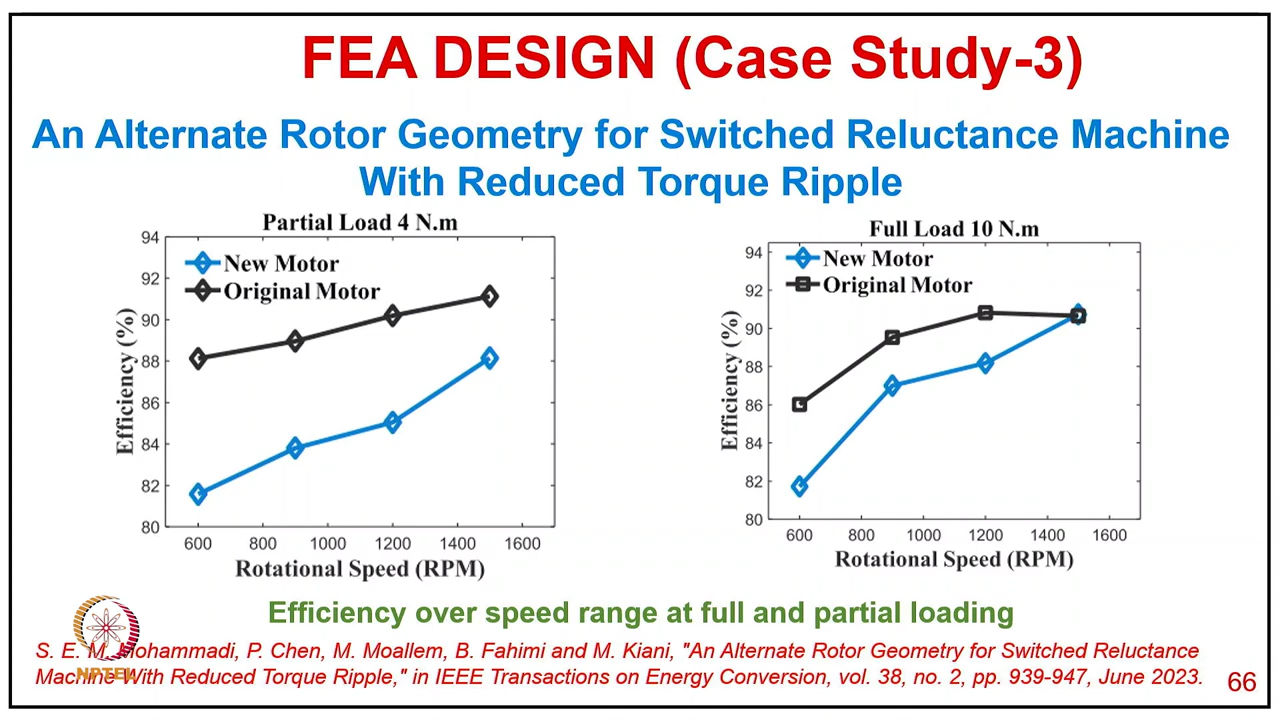 FEA DESIGN (Case Study-3)
An Alternate Rotor Geometry for Switched Reluctance Machine
With Reduced Torque Ripple
Partial Load 4 N.m
94
92
90
88
86
84
82
80
Efficiency (%)
New Motor
Original Motor
600 800 1000 1200 1400 1600
Rotational Speed (RPM)
Full Load 10 N.m
94
92
90
88
86
84
82
80
Efficiency (%)
New Motor
Original Motor
600 800 1000 1200 1400 1600
Rotational Speed (RPM)
Efficiency over speed range at full and partial loading
S. E. M. Mohammadi, P. Chen, M. Moallem, B. Fahimi and M. Kiani, "An Alternate Rotor Geometry for Switched Reluctance
Machine With Reduced Torque Ripple," in IEEE Transactions on Energy Conversion, vol. 38, no. 2, pp. 939-947, June 2023.
NPTEL
66